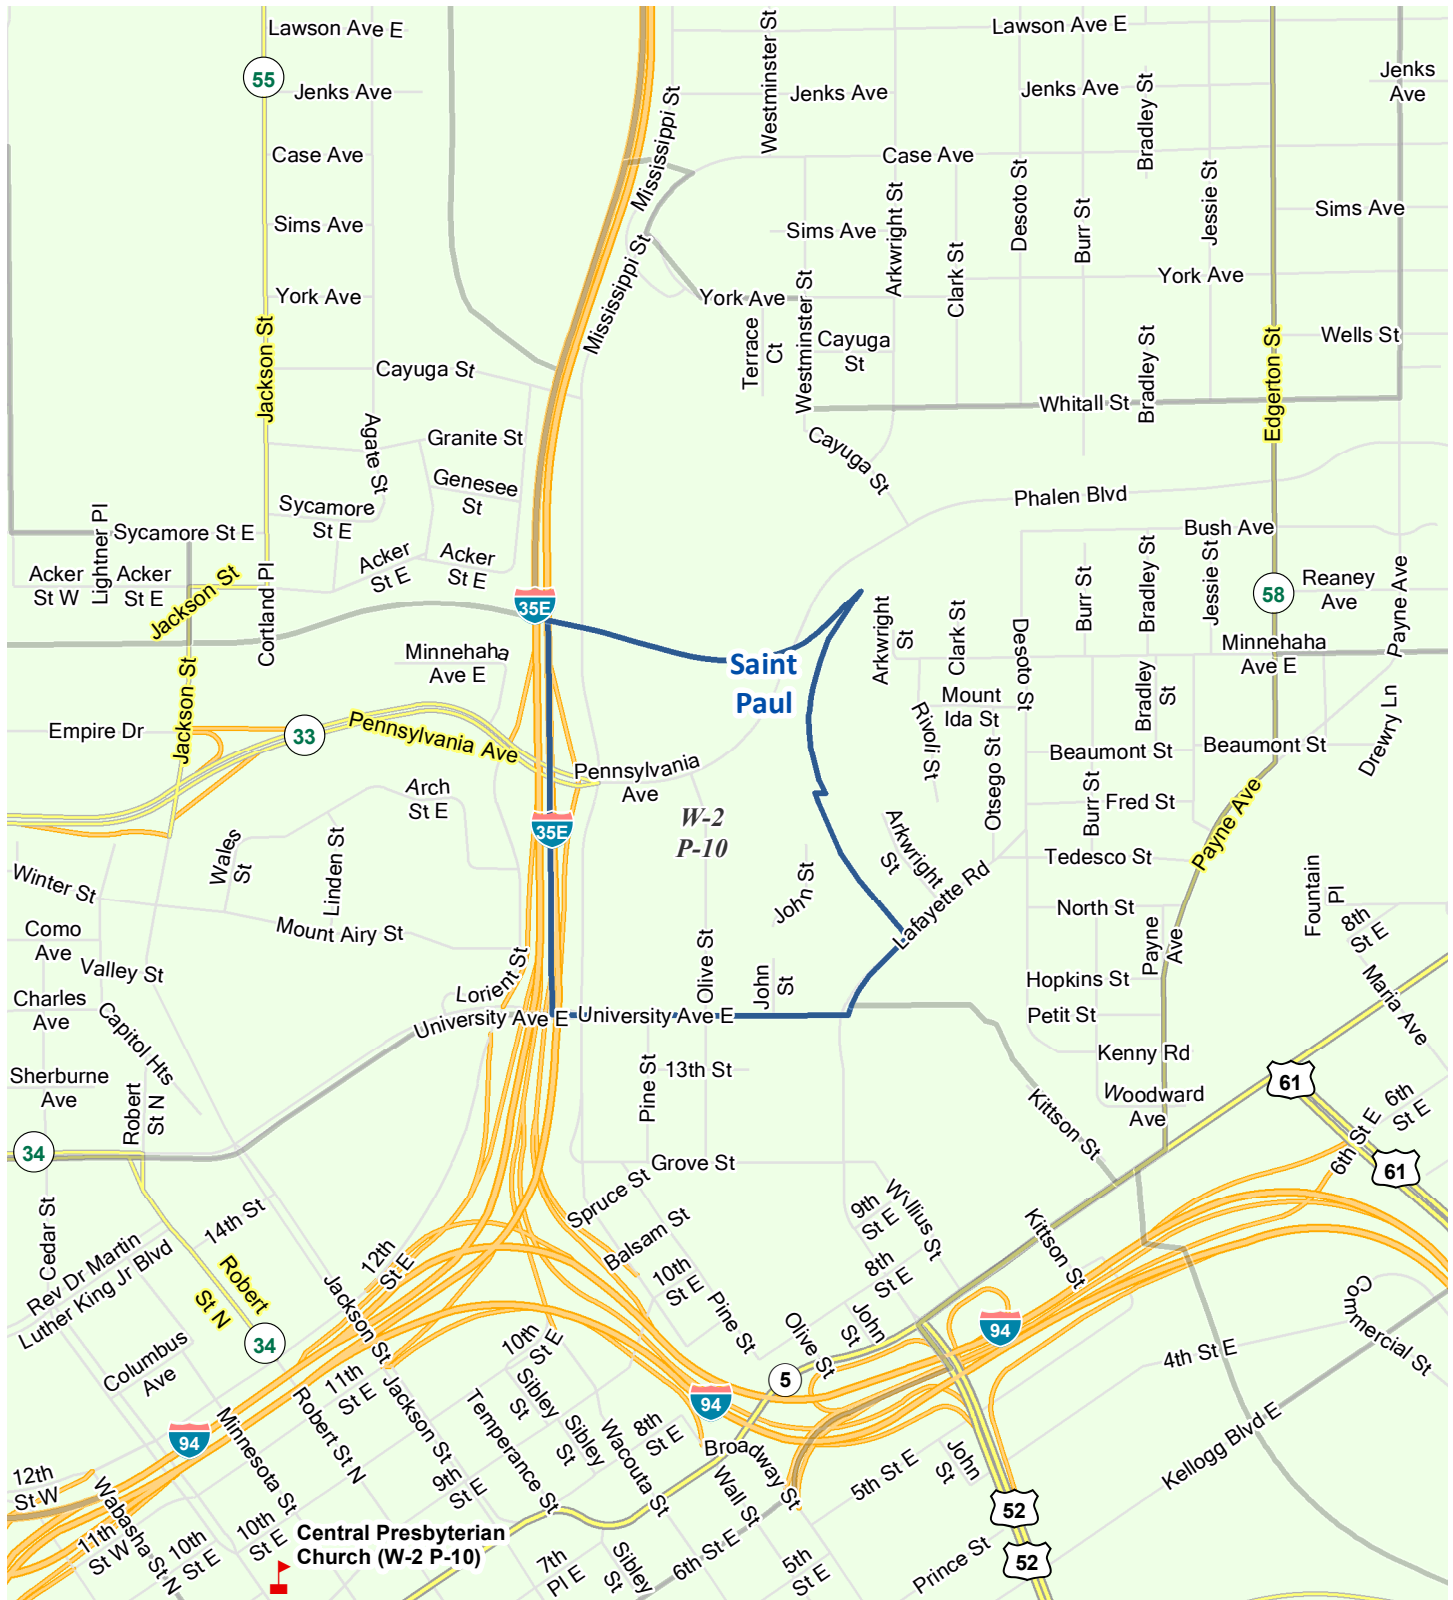 Lawson Ave E
Lawson Ave E
55
Jenks Ave
Jenks Ave
Jenks Ave
Jenks
Ave
Westminster St
Mississippi St
Bradley St
Case Ave
Case Ave
Sims Ave
Sims Ave
Sims Ave
Arkwright St
Clark St
Desoto St
Burr St
Jessie St
York Ave
York Ave
York Ave
Mississippi St
Jackson St
Terrace
Ct
Westminster St
Cayuga
St
Bradley St
Edgerton St
Wells St
Cayuga St
Whitall St
Agate St
Granite St
Cayuga St
Genesee
St
Phalen Blvd
Sycamore
St E
Sycamore St E
Lightner Pl
Bush Ave
Acker
St W
Acker
St E
Acker
St E
Acker
St E
Jackson St
Cortland Pl
35E
Arkwright
St
Clark St
Desoto St
Burr St
Bradley St
Jessie St
58
Reaney
Ave
Payne Ave
Minnehaha
Ave E
Minnehaha
Ave E
Saint
Paul
Mount
Ida St
Bradley
St
Jackson St
Empire Dr
33
Pennsylvania Ave
Pennsylvania
Ave
Rivoli St
Otsego St
Beaumont St
Beaumont St
Drewry Ln
Arch
St E
Burr St
Fred St
W-2
P-10
35E
Wales
St
Linden St
John St
Arkwright
St
Lafayette Rd
Tedesco St
Payne Ave
Winter St
Fountain
Pl
North St
8th
St E
Como
Ave
Mount Airy St
Payne
Ave
Valley St
Lorient St
Olive St
John
St
Hopkins St
Maria Ave
Charles
Ave
Capitol Hts
University Ave E
University Ave E
Petit St
Kenny Rd
Sherburne
Ave
Pine St
13th St
Robert
St N
Kittson St
Woodward
Ave
61
6th
St E
6th St E
61
34
Grove St
Cedar St
14th St
Spruce St
9th
St E
Willius St
Kittson St
Rev Dr Martin
Luther King Jr Blvd
Robert
St N
12th
St E
Balsam St
10th
St E
8th
St E
Jackson St
Pine St
Olive St
John
St
94
Commercial St
34
Columbus
Ave
10th
St E
4th St E
5
11th
St E
Jackson St
Sibley
St
94
94
Minnesota St
Robert St N
Temperance St
Sibley
St
Wacouta St
8th
St E
Broadway St
Kellogg Blvd E
12th
St W
Wabasha St N
9th
St E
Wall St
5th St E
John
St
52
11th
St W
10th
St E
10th
St E
Central Presbyterian
Church (W-2 P-10)
7th
Pl E
Sibley
St
6th St E
5th
St E
Prince St
52